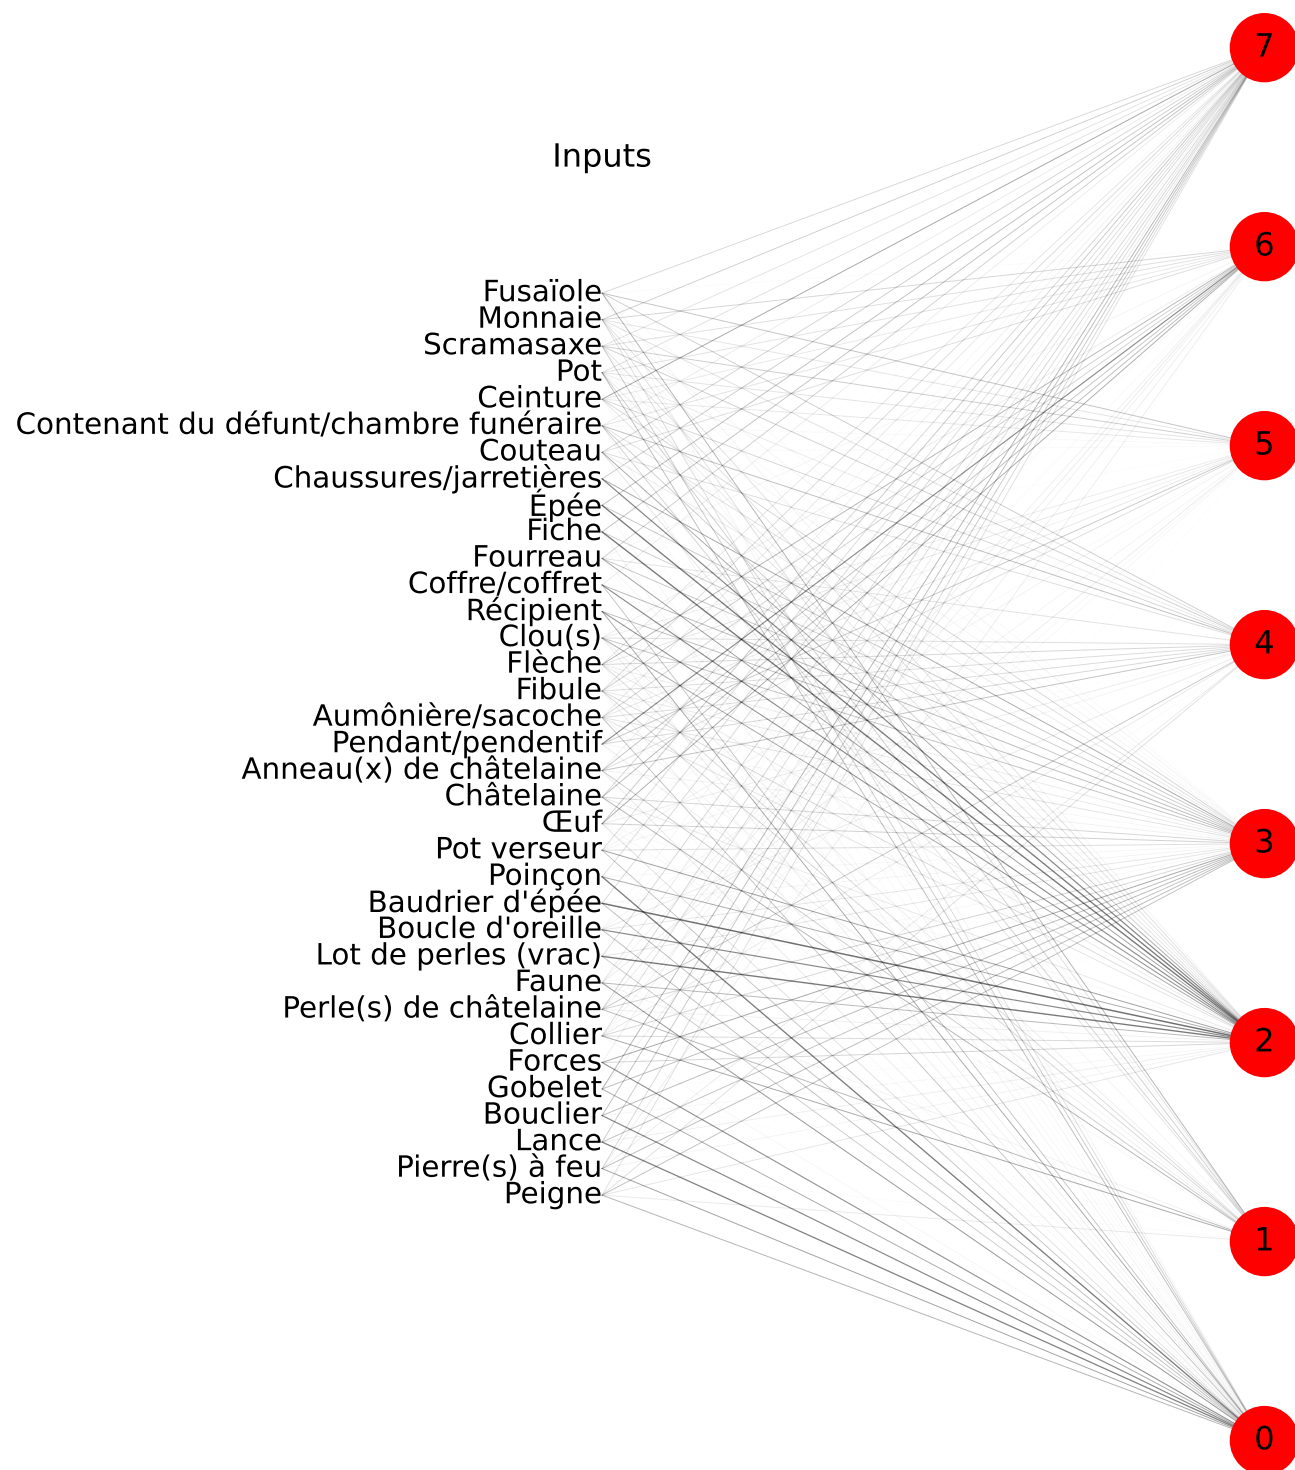 7
Inputs
6
Fusaïole
Monnaie
Scramasaxe
Pot
Ceinture
Contenant du défunt/chambre funéraire
5
Couteau
Chaussures/jarretières
Épée
Fiche
Fourreau
Coffre/coffret
Récipient
Clou(s)
4
Flèche
Fibule
Aumônière/sacoche
Pendant/pendentif
Anneau(x) de châtelaine
Châtelaine
Œuf
3
Pot verseur
Poinçon
Baudrier d'épée
Boucle d'oreille
Lot de perles (vrac)
Faune
Perle(s) de châtelaine
Collier
2
Forces
Gobelet
Bouclier
Lance
Pierre(s) à feu
Peigne
1
0